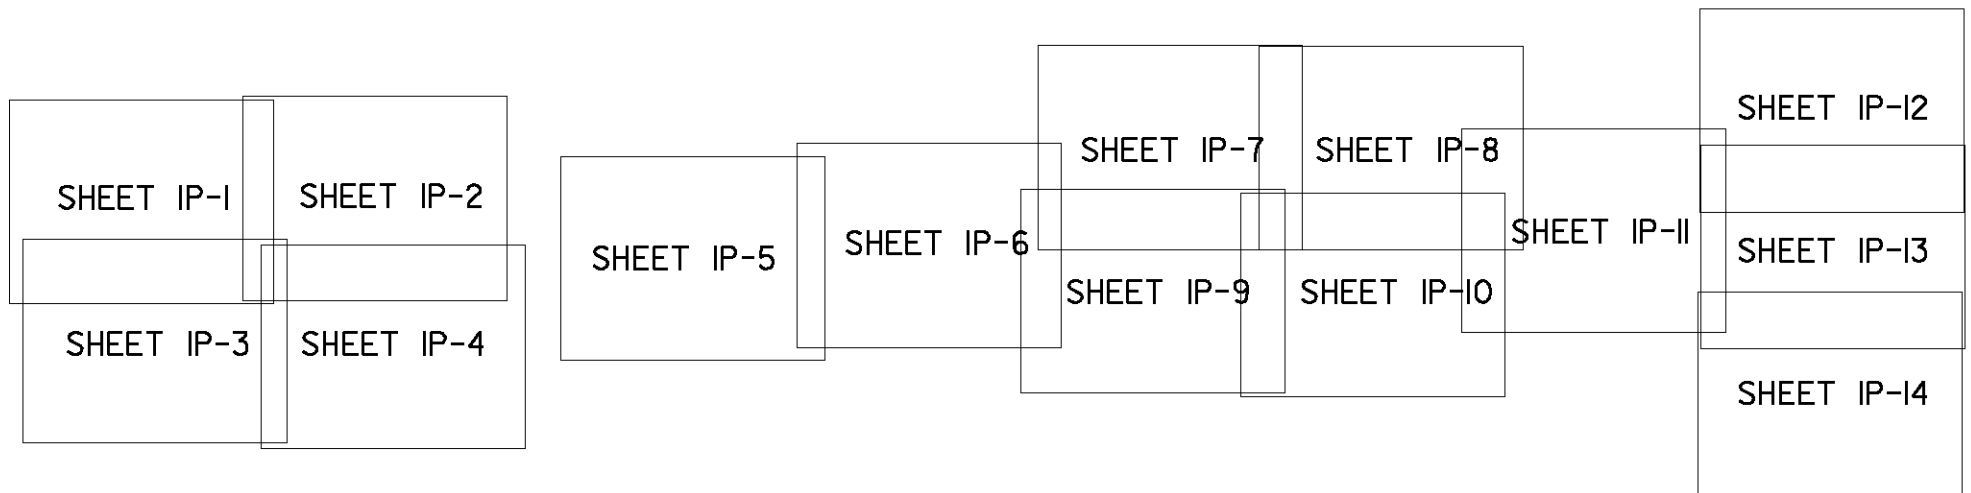 SHEET IP-1
SHEET IP-2
SHEET IP-3
SHEET IP-4
SHEET IP-5
SHEET IP-6
SHEET IP-7
SHEET IP-8
SHEET IP-9
SHEET IP-10
SHEET IP-11
SHEET IP-12
SHEET IP-13
SHEET IP-14